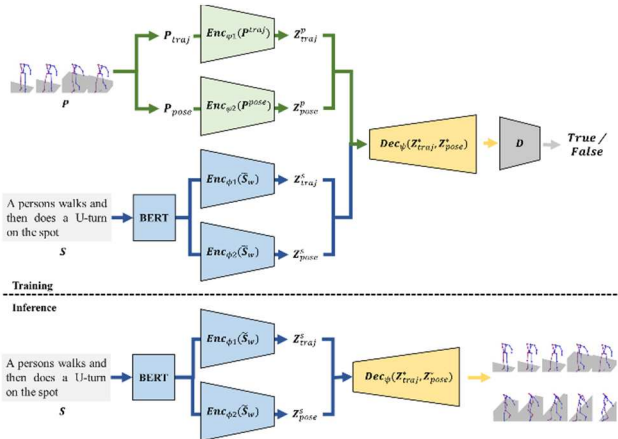 P
P_traj
Enc_φ1(P^traj)
Z^p_traj
P_pose
Enc_φ2(P^pose)
Z^p_pose
A persons walks and
then does a U-turn
on the spot
S
BERT
Enc_ϕ1(S̃_w)
Z^s_traj
Enc_ϕ2(S̃_w)
Z^s_pose
Dec_ψ(Z^*_traj, Z^*_pose)
D
True /
False
Training
Inference
A persons walks and
then does a U-turn
on the spot
S
BERT
Enc_ϕ1(S̃_w)
Z^s_traj
Enc_ϕ2(S̃_w)
Z^s_pose
Dec_ψ(Z^*_traj, Z^*_pose)